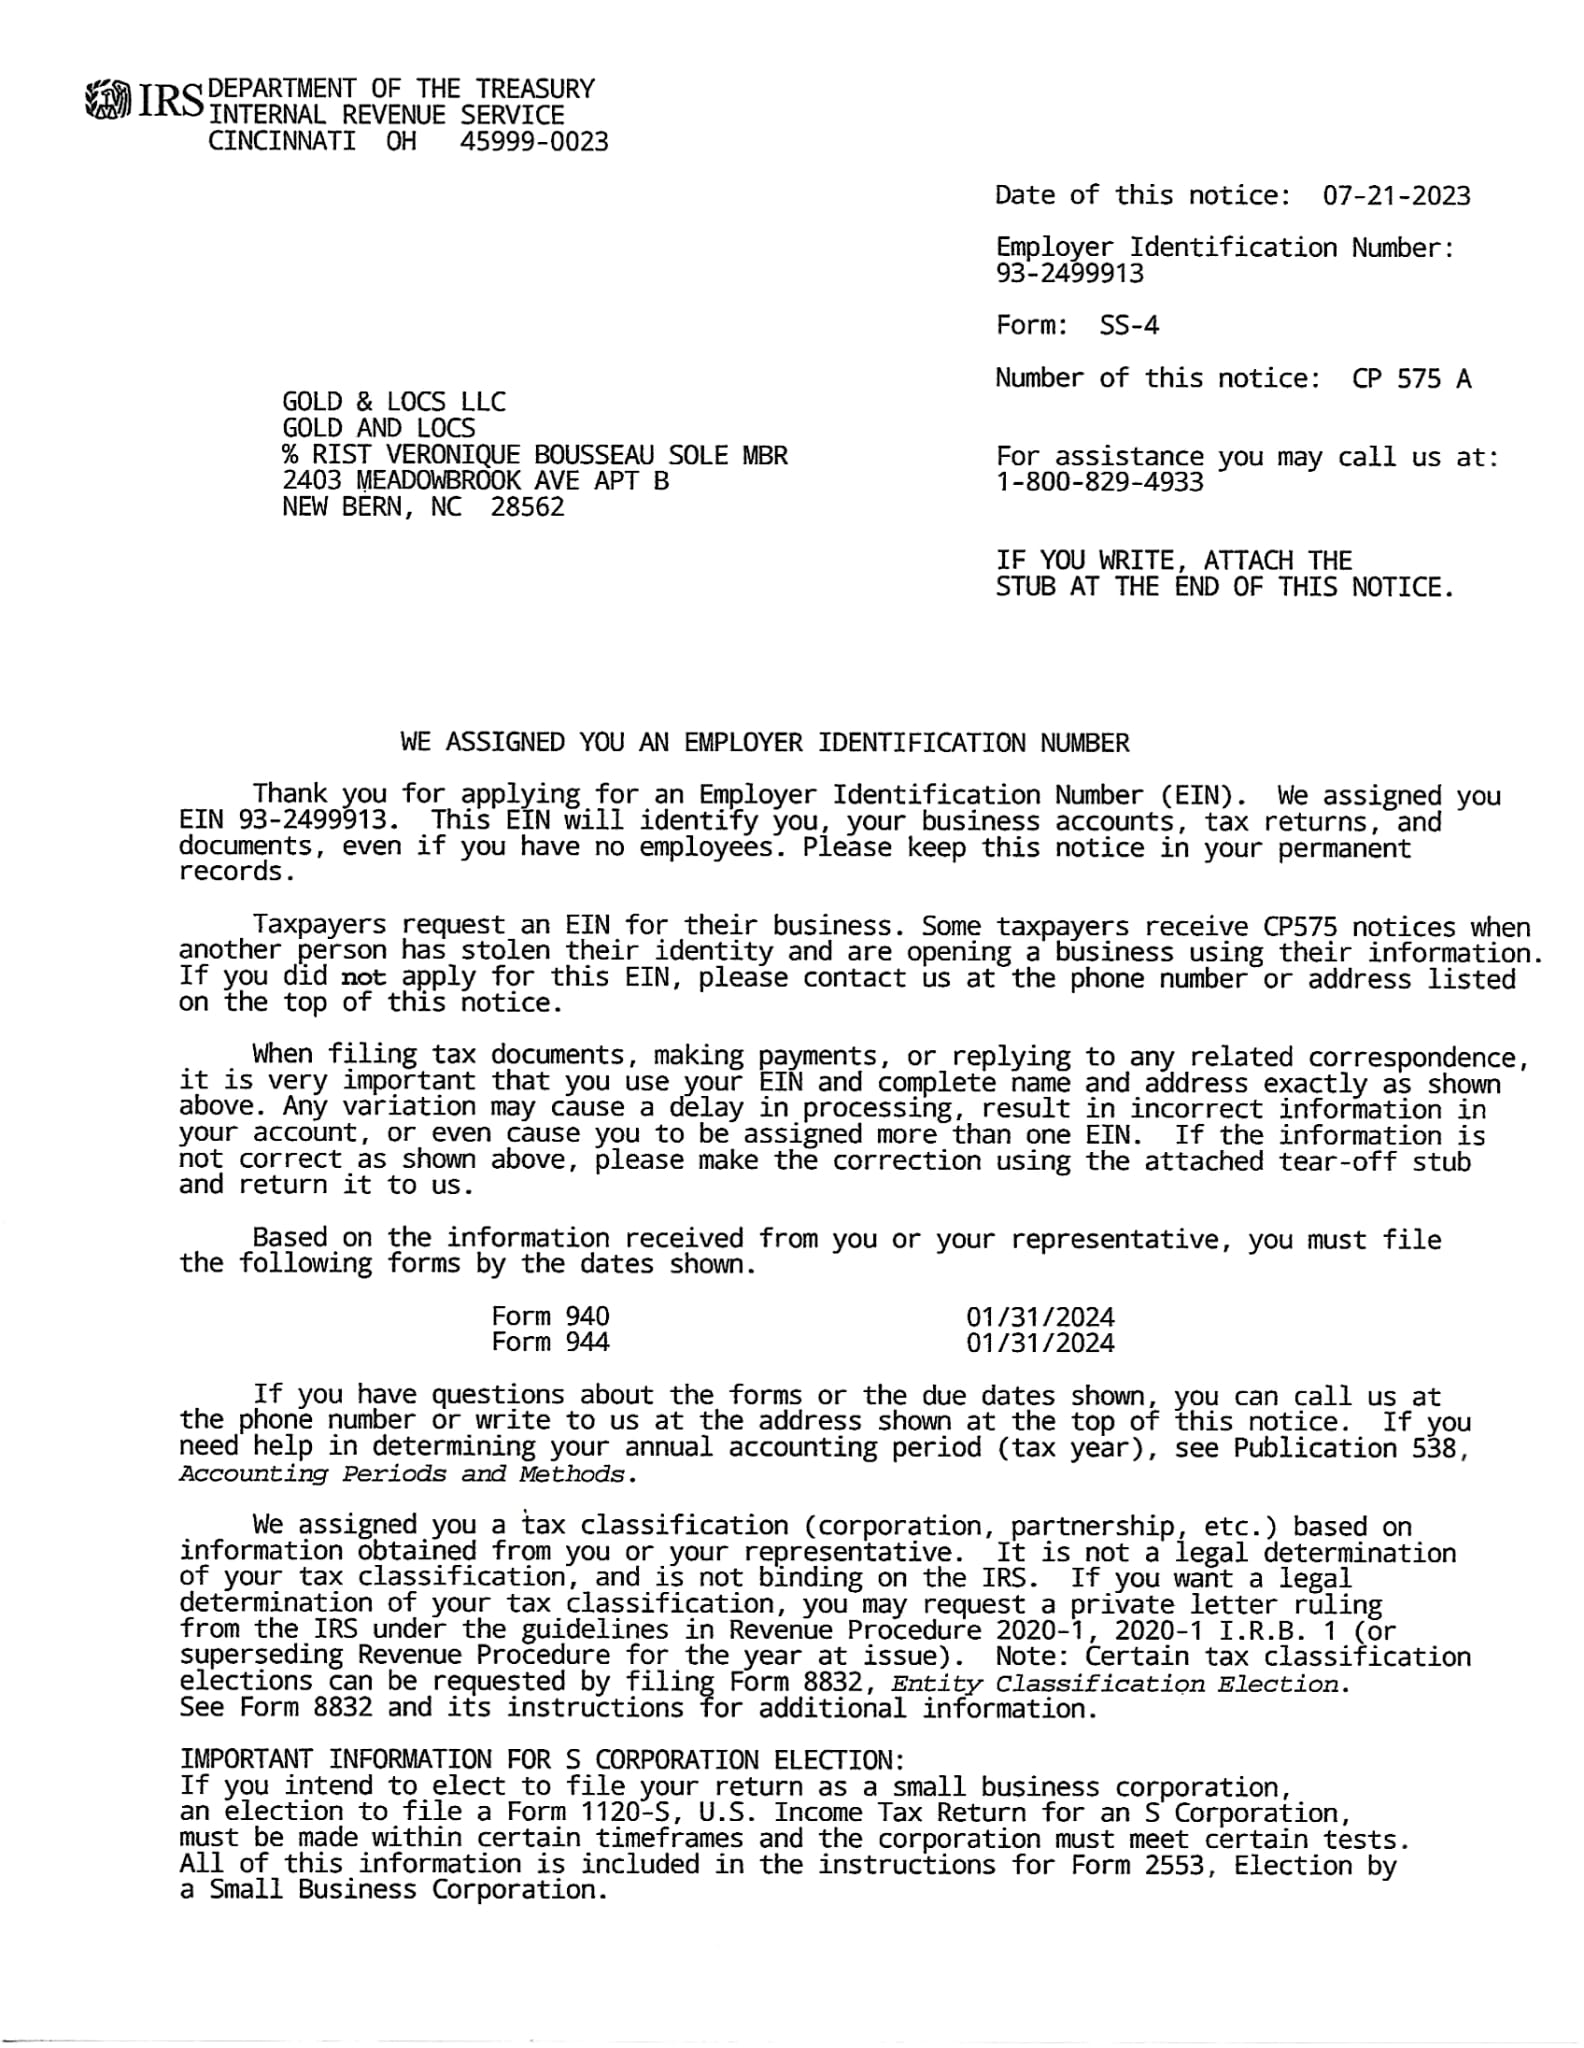 IRS DEPARTMENT OF THE TREASURY
INTERNAL REVENUE SERVICE
CINCINNATI OH 45999-0023
Date of this notice: 07-21-2023
Employer Identification Number:
93-2499913
Form: SS-4
Number of this notice: CP 575 A
GOLD & LOCS LLC
GOLD AND LOCS
% RIST VERONIQUE BOUSSEAU SOLE MBR
2403 MEADOWBROOK AVE APT B
NEW BERN, NC 28562
For assistance you may call us at:
1-800-829-4933
IF YOU WRITE, ATTACH THE
STUB AT THE END OF THIS NOTICE.
WE ASSIGNED YOU AN EMPLOYER IDENTIFICATION NUMBER
Thank you for applying for an Employer Identification Number (EIN). We assigned you
EIN 93-2499913. This EIN will identify you, your business accounts, tax returns, and
documents, even if you have no employees. Please keep this notice in your permanent
records.
Taxpayers request an EIN for their business. Some taxpayers receive CP575 notices when
another person has stolen their identity and are opening a business using their information.
If you did not apply for this EIN, please contact us at the phone number or address listed
on the top of this notice.
When filing tax documents, making payments, or replying to any related correspondence,
it is very important that you use your EIN and complete name and address exactly as shown
above. Any variation may cause a delay in processing, result in incorrect information in
your account, or even cause you to be assigned more than one EIN. If the information is
not correct as shown above, please make the correction using the attached tear-off stub
and return it to us.
Based on the information received from you or your representative, you must file
the following forms by the dates shown.
Form 940 01/31/2024
Form 944 01/31/2024
If you have questions about the forms or the due dates shown, you can call us at
the phone number or write to us at the address shown at the top of this notice. If you
need help in determining your annual accounting period (tax year), see Publication 538,
Accounting Periods and Methods.
We assigned you a tax classification (corporation, partnership, etc.) based on
information obtained from you or your representative. It is not a legal determination
of your tax classification, and is not binding on the IRS. If you want a legal
determination of your tax classification, you may request a private letter ruling
from the IRS under the guidelines in Revenue Procedure 2020-1, 2020-1 I.R.B. 1 (or
superseding Revenue Procedure for the year at issue). Note: Certain tax classification
elections can be requested by filing Form 8832, Entity Classification Election.
See Form 8832 and its instructions for additional information.
IMPORTANT INFORMATION FOR S CORPORATION ELECTION:
If you intend to elect to file your return as a small business corporation,
an election to file a Form 1120-S, U.S. Income Tax Return for an S Corporation,
must be made within certain timeframes and the corporation must meet certain tests.
All of this information is included in the instructions for Form 2553, Election by
a Small Business Corporation.